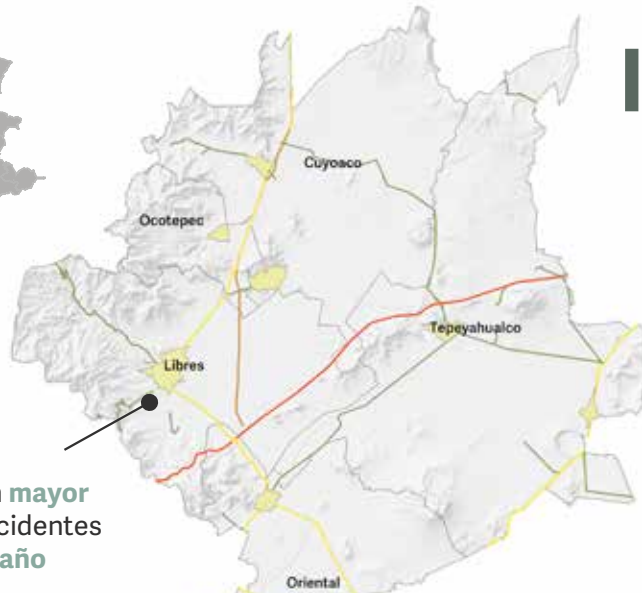 Cuyoaco
Ocotepec
Tepeyahualco
Libres
mayor
cidentes
año
Oriental